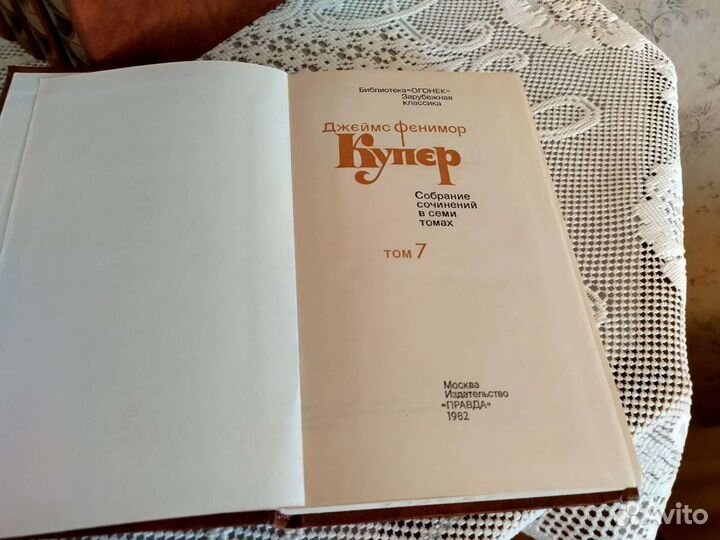 Библиотека «ОГОНЕК»
Зарубежная
классика
Джеймс Фенимор
Купер
Собрание
сочинений
в семи
томах
том 7
Москва
Издательство
«ПРАВДА»
1982
Avito